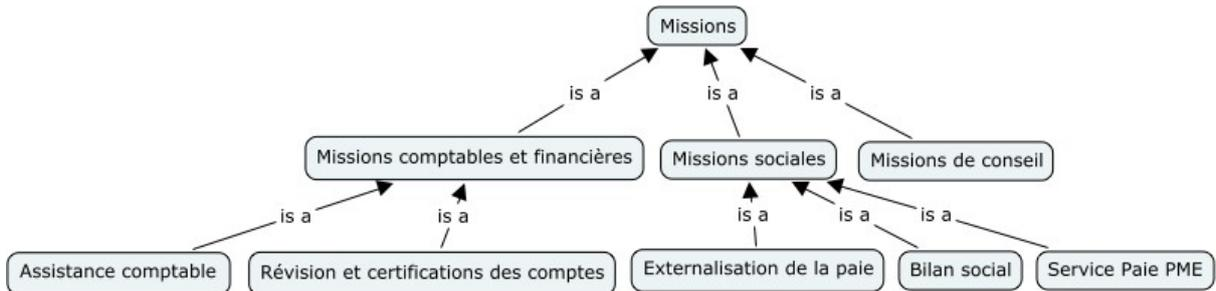 Missions
is a
is a
is a
Missions comptables et financières
Missions sociales
Missions de conseil
is a
is a
is a
is a
is a
Assistance comptable
Révision et certifications des comptes
Externalisation de la paie
Bilan social
Service Paie PME